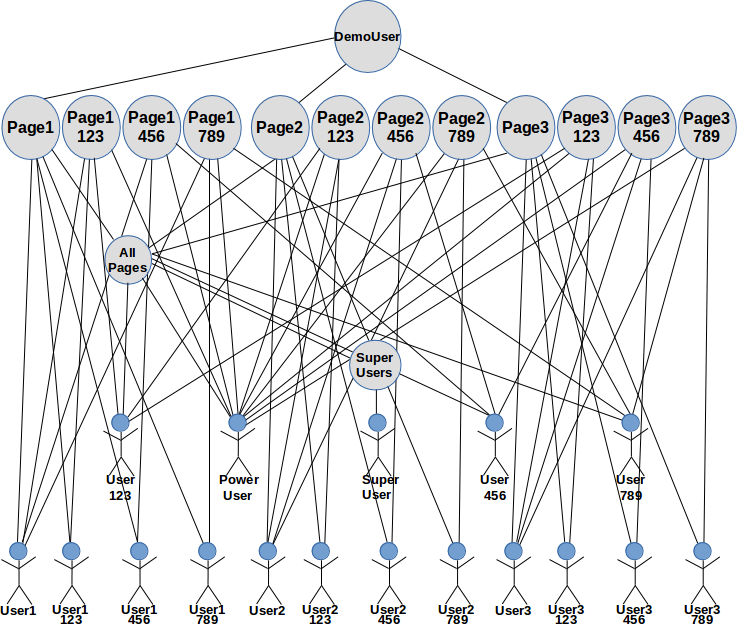 DemoUser
Page1
Page1
123
Page1
456
Page1
789
Page2
Page2
123
Page2
456
Page2
789
Page3
Page3
123
Page3
456
Page3
789
All
Pages
Super
Users
User
123
Power
User
Super
User
User
456
User
789
User1
User1
123
User1
456
User1
789
User2
User2
123
User2
456
User2
789
User3
User3
123
User3
456
User3
789